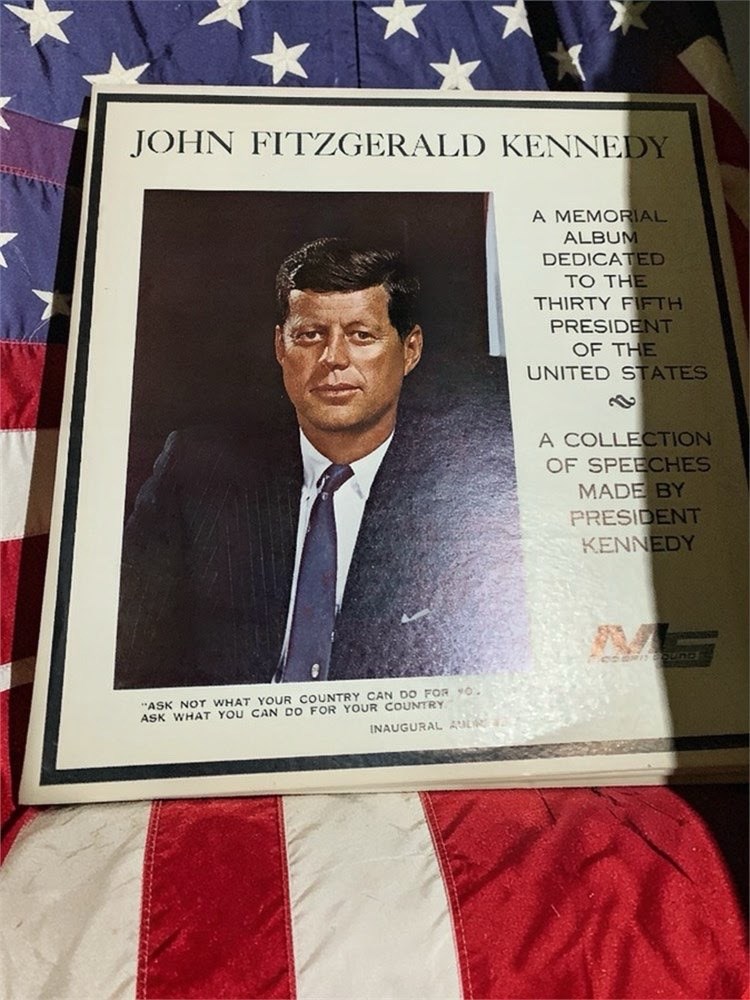 JOHN FITZGERALD KENNEDY
A MEMORIAL
ALBUM
DEDICATED
TO THE
THIRTY FIFTH
PRESIDENT
OF THE
UNITED STATES
A COLLECTION
OF SPEECHES
MADE BY
PRESIDENT
KENNEDY
"ASK NOT WHAT YOUR COUNTRY CAN DO FOR
ASK WHAT YOU CAN DO FOR YOUR COUNTRY
INAUGURAL